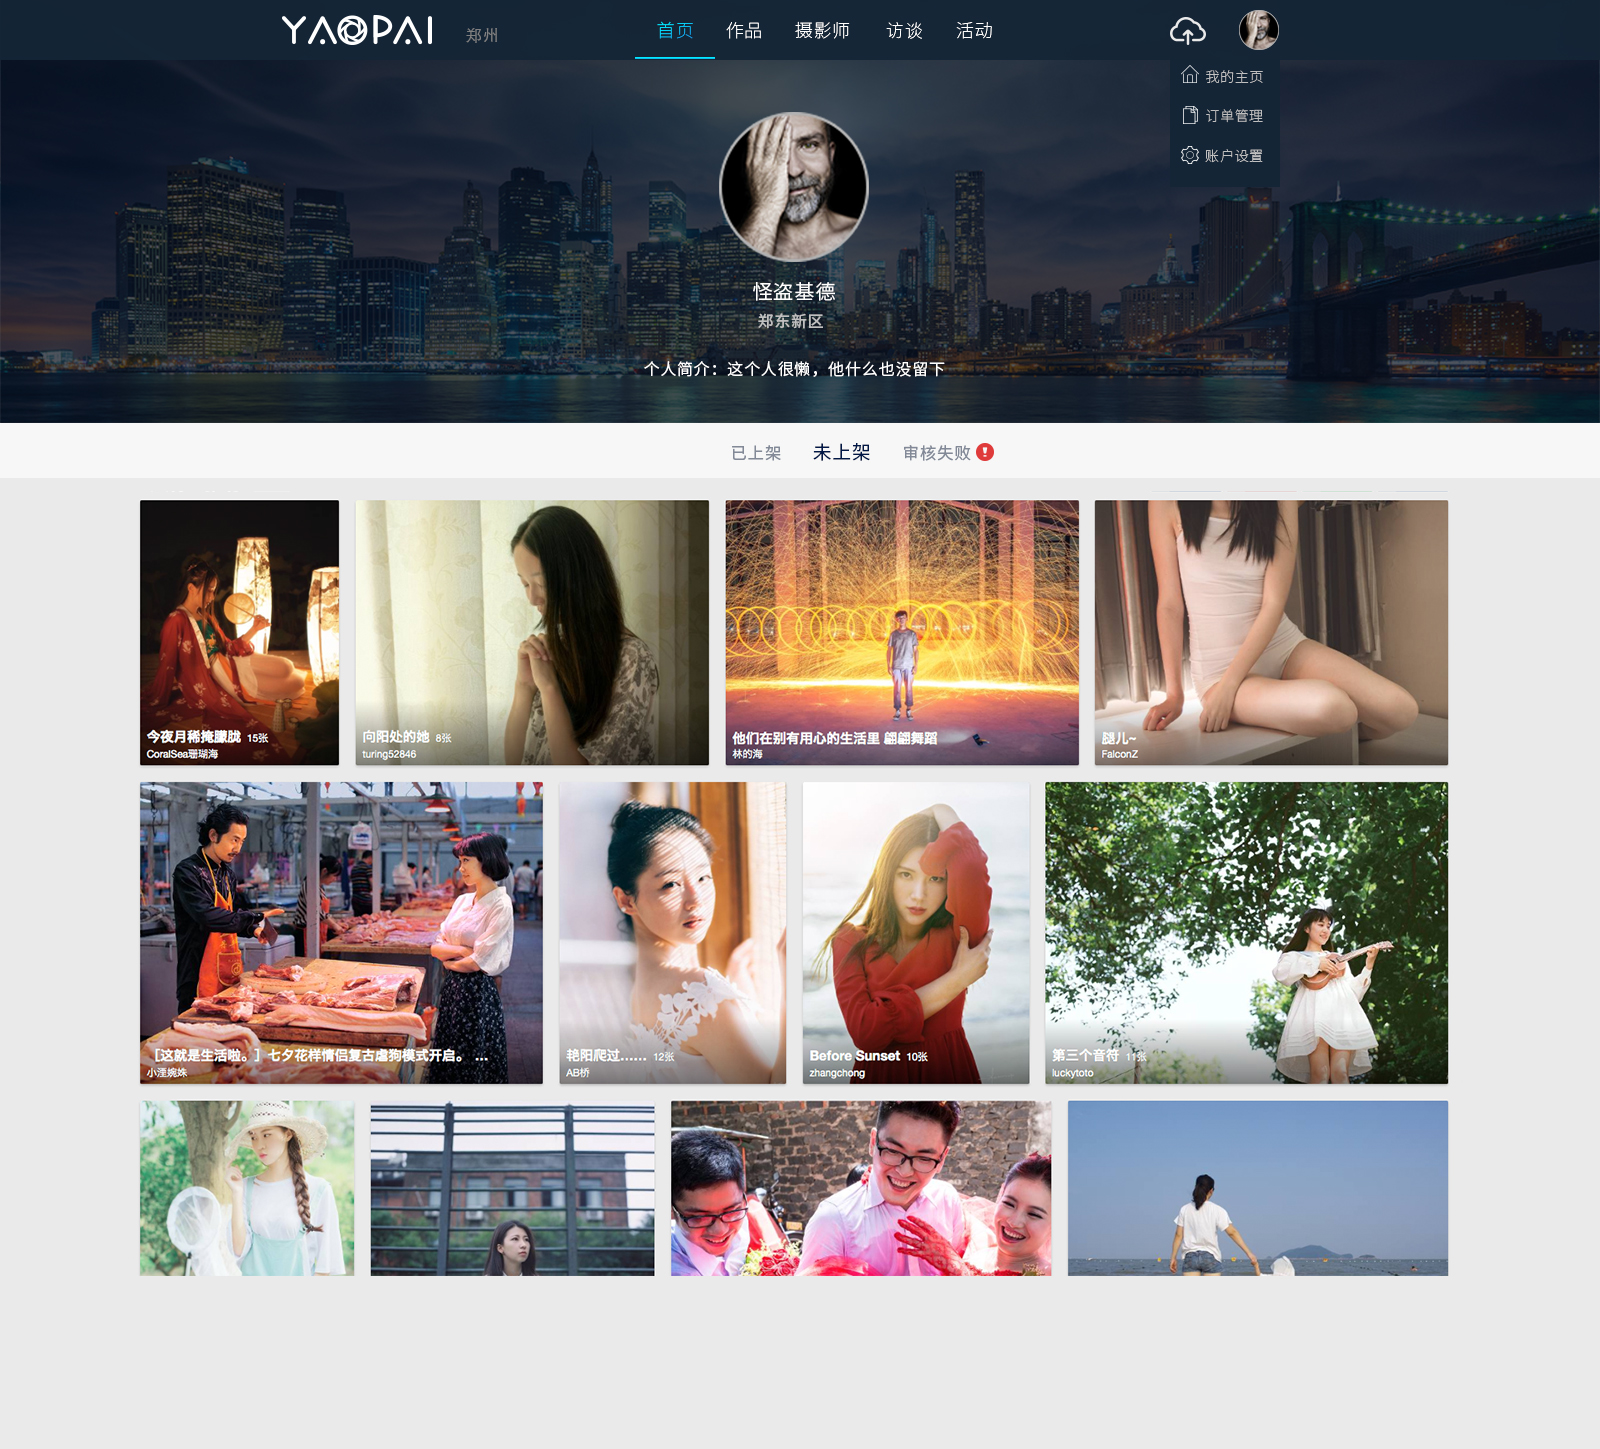 YAOPAI 郑州 首页 作品 摄影师 访谈 活动
我的主页
订单管理
账户设置
怪盗基德
郑东新区
个人简介：这个人很懒，他什么也没留下
已上架 未上架 审核失败
今夜月稀掩朦胧 15张
CoralSea珊瑚海
向阳处的她 8张
turing52846
他们在别有用心的生活里 翩翩舞蹈
林的海
腿儿~
FalconZ
［这就是生活啦。］七夕花样情侣复古虐狗模式开启。 ...
小湮婉姝
艳阳爬过…… 12张
AB桥
Before Sunset 10张
zhangchong
第三个音符 11张
luckytoto